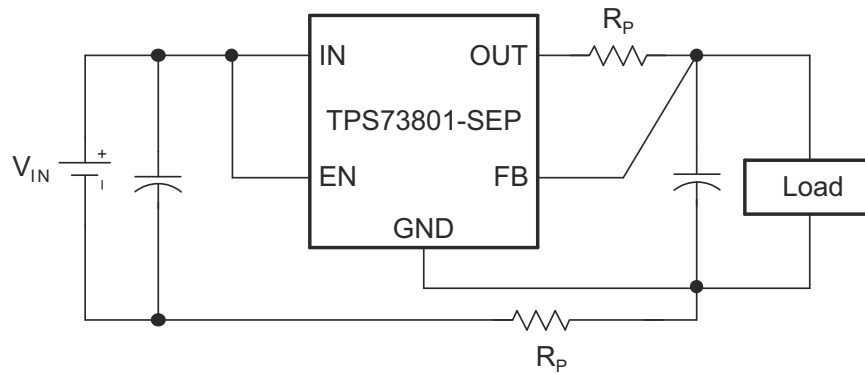 R_P
IN
OUT
TPS73801-SEP
V_IN
+
EN
FB
Load
GND
R_P